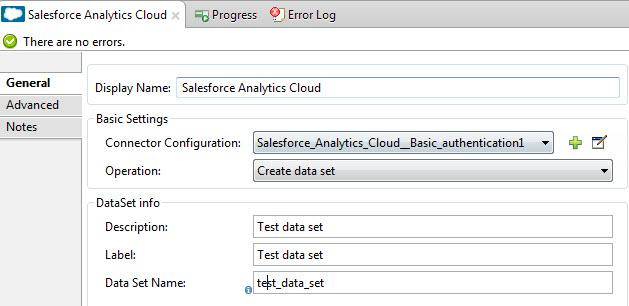 Salesforce Analytics Cloud Progress Error Log
There are no errors.
General
Advanced
Notes
Display Name: Salesforce Analytics Cloud
Basic Settings
Connector Configuration: Salesforce_Analytics_Cloud__Basic_authentication1
Operation: Create data set
DataSet info
Description: Test data set
Label: Test data set
Data Set Name: test_data_set